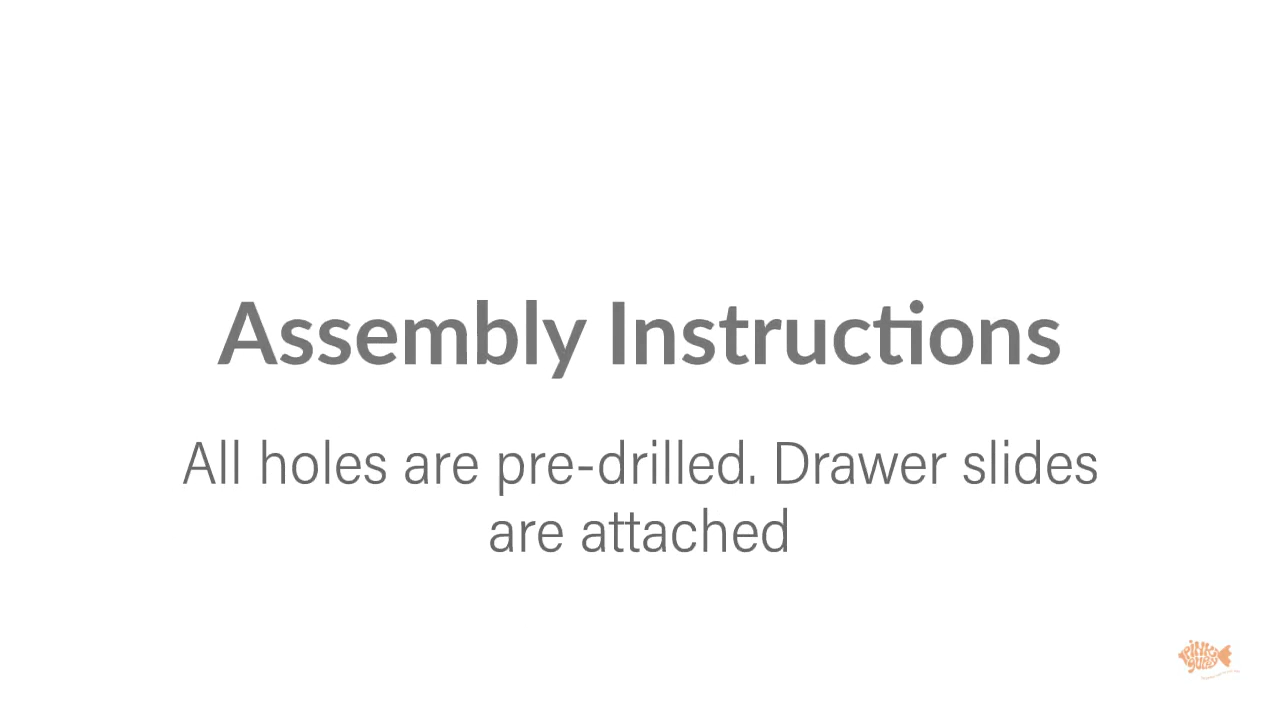 Assembly Instructions
All holes are pre-drilled. Drawer slides
are attached